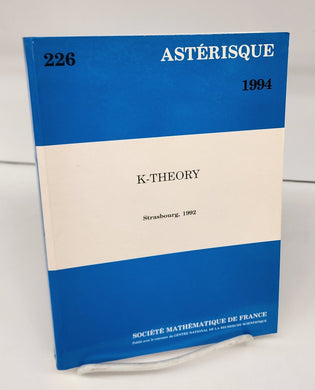 226
ASTÉRISQUE
1994
K-THEORY
Strasbourg, 1992
SOCIÉTÉ MATHÉMATIQUE DE FRANCE
Publié avec le concours du CENTRE NATIONAL DE LA RECHERCHE SCIENTIFIQUE